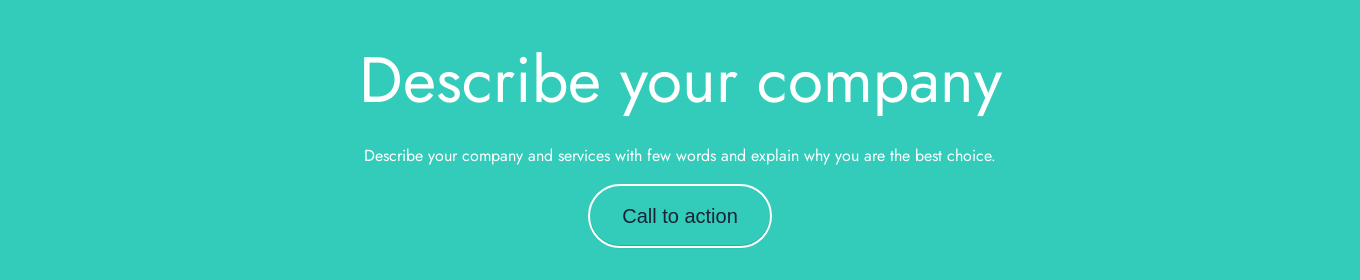 Describe your company
Describe your company and services with few words and explain why you are the best choice.
Call to action